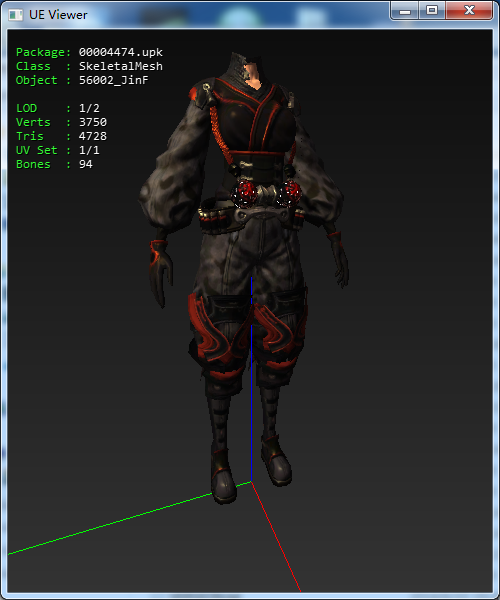 UE Viewer
Package: 00004474.upk
Class : SkeletalMesh
Object : 56002_JinF
LOD : 1/2
Verts : 3750
Tris : 4728
UV Set : 1/1
Bones : 94